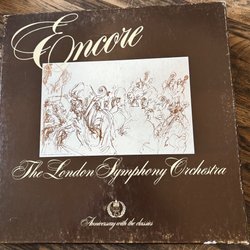 Encore
The London Symphony Orchestra
Anniversary with the classics